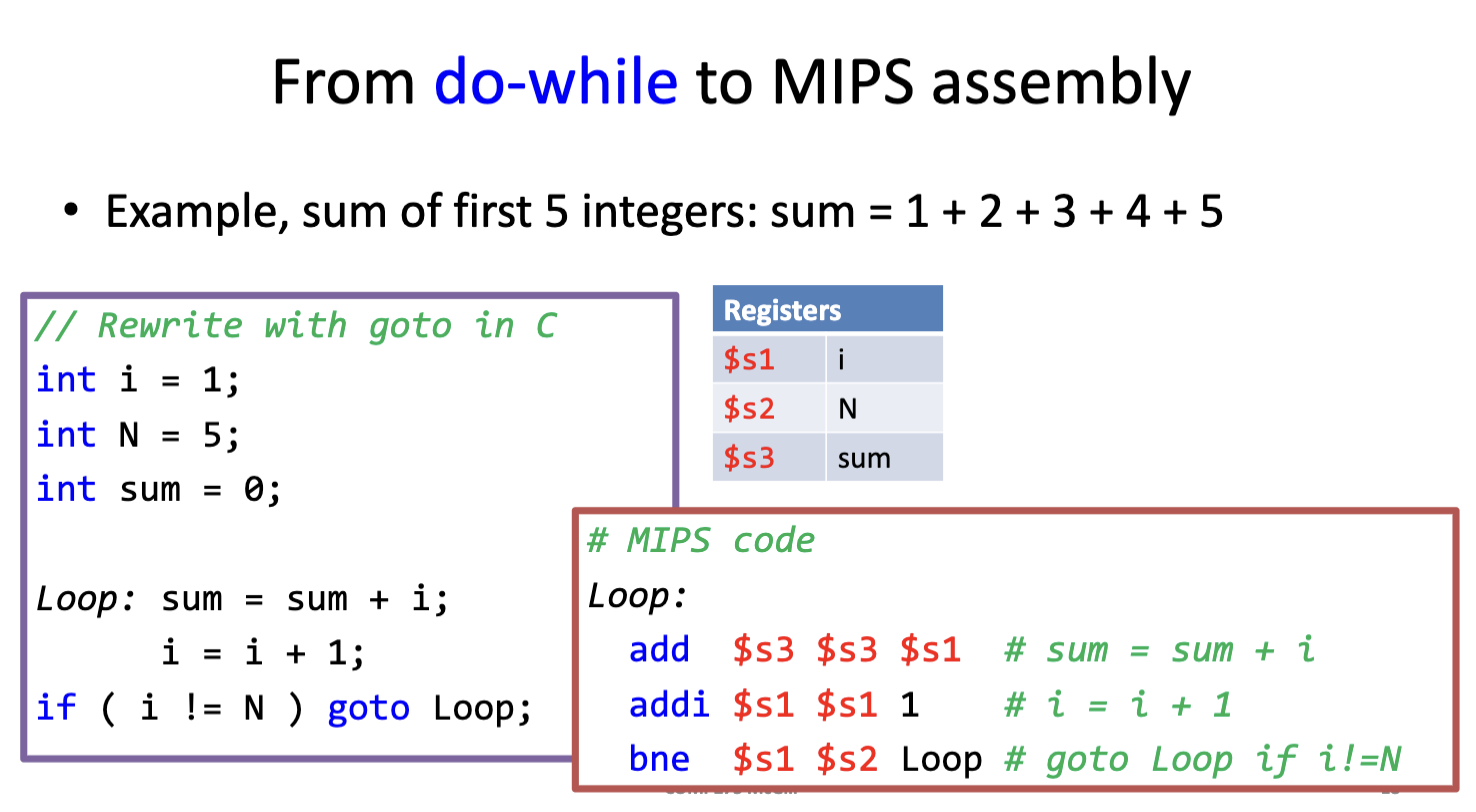 From do-while to MIPS assembly
• Example, sum of first 5 integers: sum = 1 + 2 + 3 + 4 + 5
// Rewrite with goto in C
int i = 1;
int N = 5;
int sum = 0;
Loop: sum = sum + i;
i = i + 1;
if ( i != N ) goto Loop;
Registers
$s1 i
$s2 N
$s3 sum
# MIPS code
Loop:
add $s3 $s3 $s1 # sum = sum + i
addi $s1 $s1 1 # i = i + 1
bne $s1 $s2 Loop # goto Loop if i!=N